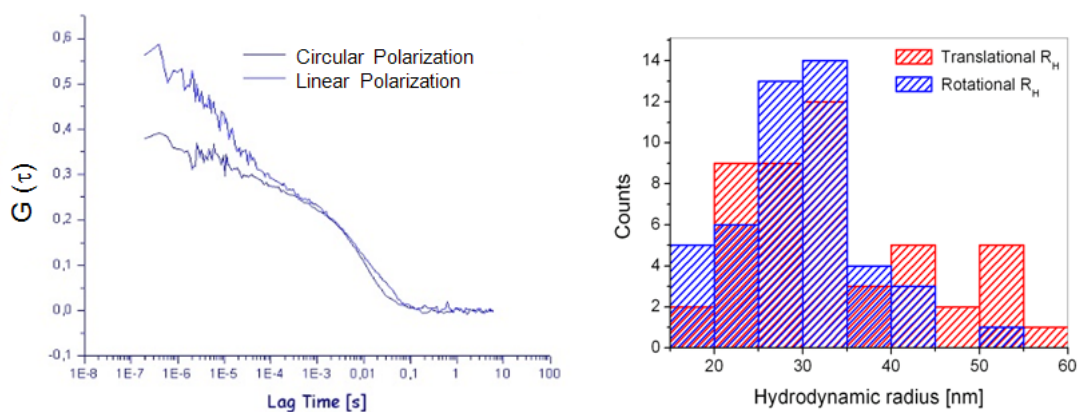 0,6
0,5
0,4
0,3
0,2
0,1
0,0
-0,1
G (τ)
Circular Polarization
Linear Polarization
1E-8 1E-7 1E-6 1E-5 1E-4 1E-3 0,01 0,1 1 10 100
Lag Time [s]
14
12
10
8
6
4
2
0
Counts
Translational R_H
Rotational R_H
20 30 40 50 60
Hydrodynamic radius [nm]